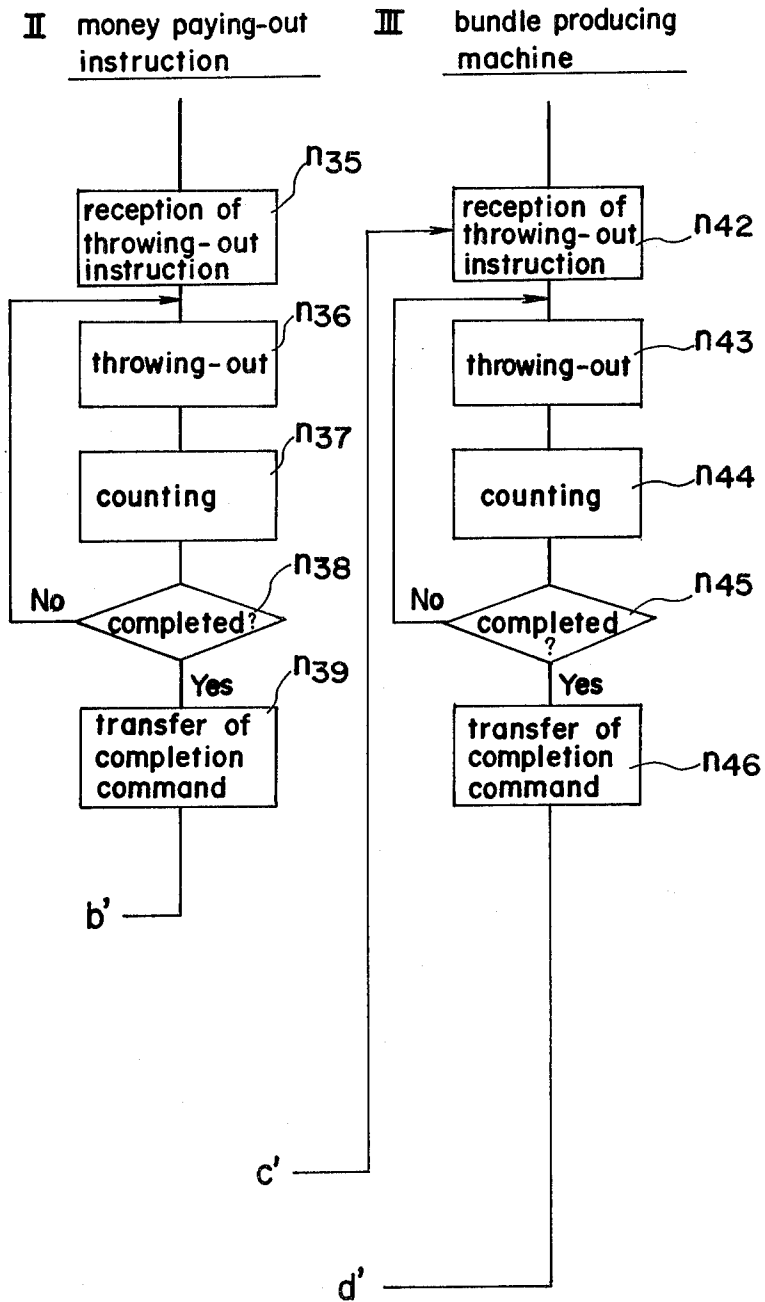 II money paying-out
instruction
n35
reception of
throwing-out
instruction
n36
throwing-out
n37
counting
n38
No
completed?
n39
Yes
transfer of
completion
command
b'
III bundle producing
machine
reception of
throwing-out
instruction
n42
n43
throwing-out
n44
counting
n45
No
completed
?
Yes
transfer of
completion
command
n46
c'
d'